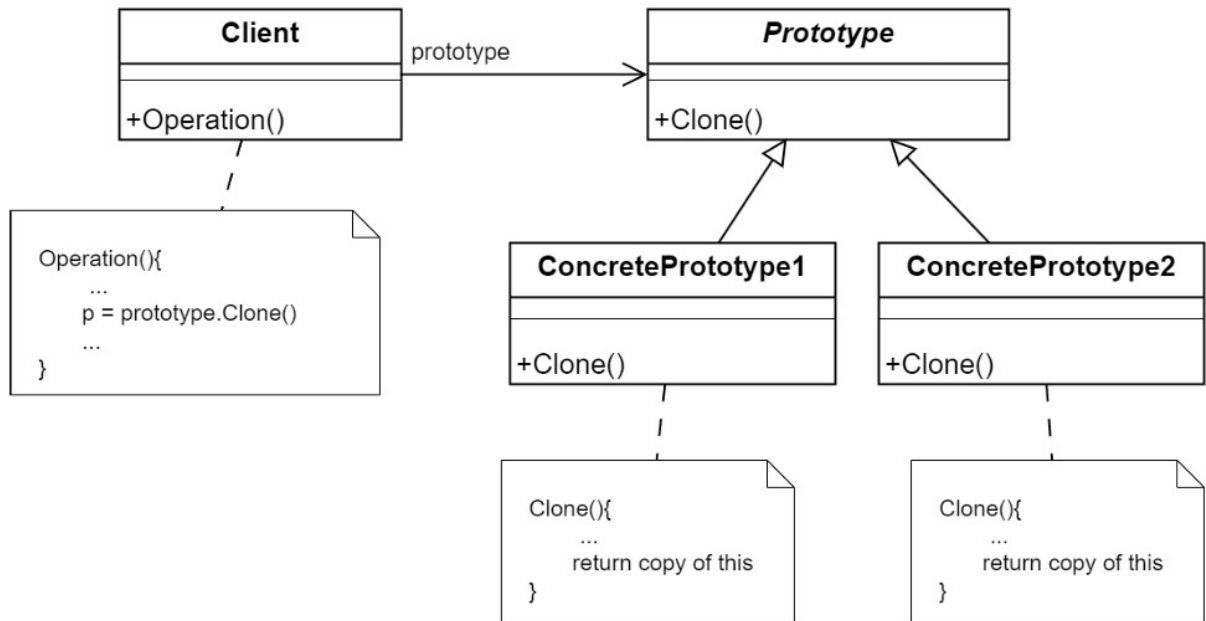 Client
+Operation()
prototype
Prototype
+Clone()
Operation(){
...
p = prototype.Clone()
...
}
ConcretePrototype1
+Clone()
ConcretePrototype2
+Clone()
Clone(){
...
return copy of this
}
Clone(){
...
return copy of this
}